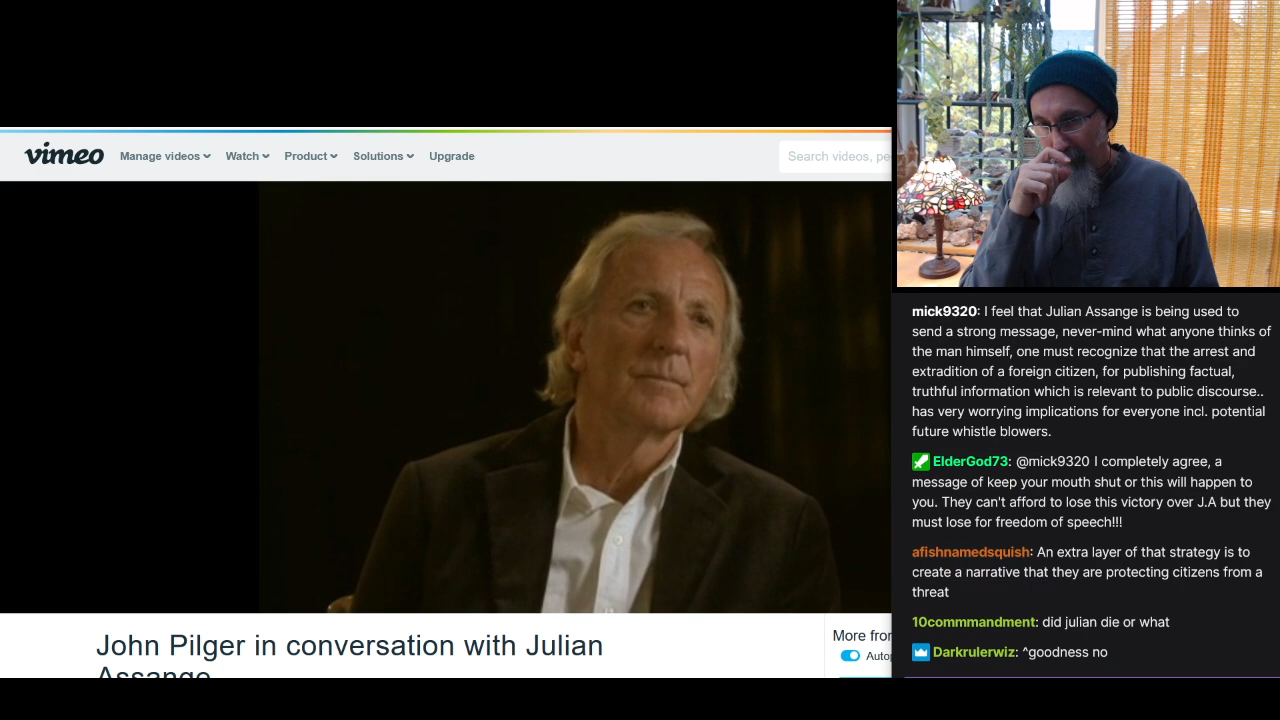 vimeo Manage videos Watch Product Solutions Upgrade Search videos, pe
John Pilger in conversation with Julian
Assange
More from
Autop
mick9320: I feel that Julian Assange is being used to
send a strong message, never-mind what anyone thinks of
the man himself, one must recognize that the arrest and
extradition of a foreign citizen, for publishing factual,
truthful information which is relevant to public discourse..
has very worrying implications for everyone incl. potential
future whistle blowers.
ElderGod73: @mick9320 I completely agree, a
message of keep your mouth shut or this will happen to
you. They can't afford to lose this victory over J.A but they
must lose for freedom of speech!!!
afishnamedsquish: An extra layer of that strategy is to
create a narrative that they are protecting citizens from a
threat
10commmandment: did julian die or what
Darkrulerwiz: ^goodness no